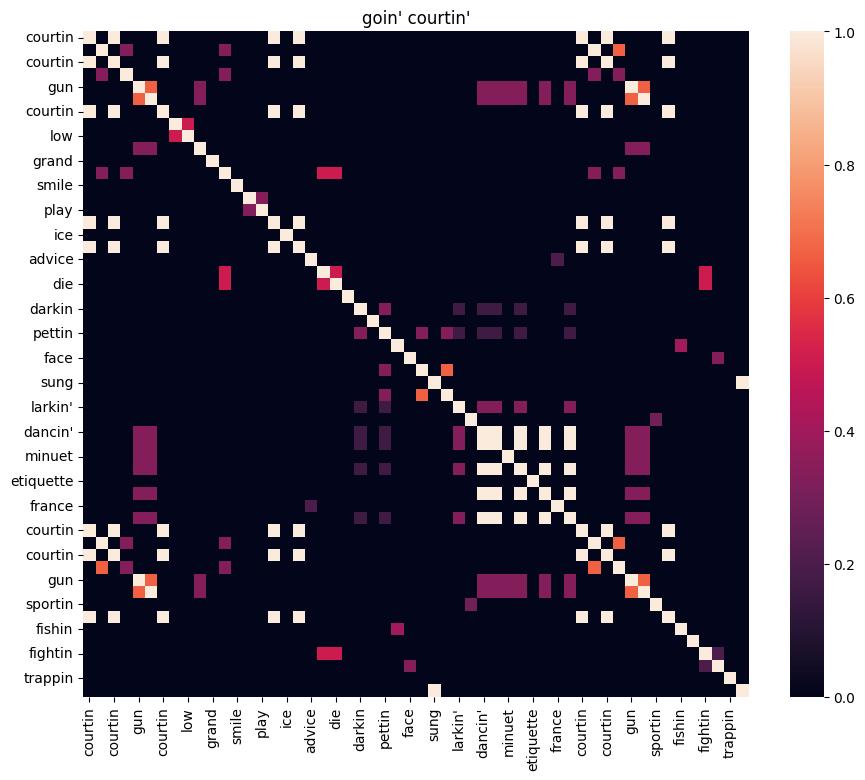 goin' courtin'
courtin
courtin
gun
courtin
low
grand
smile
play
ice
advice
die
darkin
pettin
face
sung
larkin'
dancin'
minuet
etiquette
france
courtin
courtin
gun
sportin
fishin
fightin
trappin
1.0
0.8
0.6
0.4
0.2
0.0
courtin
courtin
gun
courtin
low
grand
smile
play
ice
advice
die
darkin
pettin
face
sung
larkin'
dancin'
minuet
etiquette
france
courtin
courtin
gun
sportin
fishin
fightin
trappin